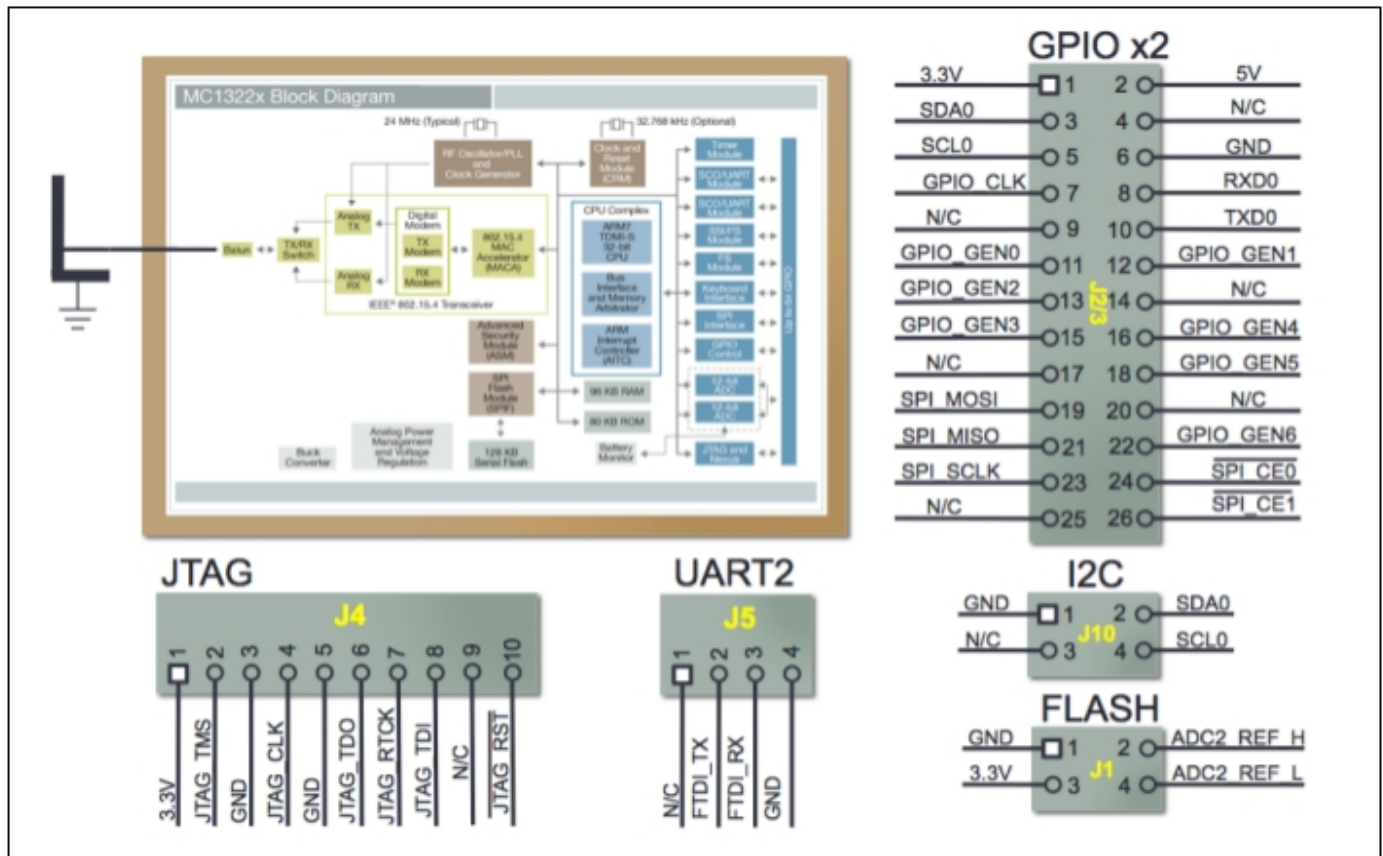 GPIO x2
MC1322x Block Diagram
24 MHz (Typical)
32.768 kHz (Optional)
RF Oscillator/PLL
and
Clock Generator
Clock and
Reset
Module
(CRM)
Timer
Module
SCO/UART
Module
SCO/UART
Module
SSI/I²S
Module
Module
Keyboard
Interface
SPI
Interface
GPIO
Control
12-bit
ADC
12-bit
ADC
JTAG and
Nexus
Up to 64 GPIO
Balun
TX/RX
Switch
Analog
TX
Analog
RX
Digital
Modem
TX
Modem
RX
Modem
802.15.4
MAC
Accelerator
(MACA)
IEEE® 802.15.4 Transceiver
CPU Complex
ARM7
TDMI-S
32-bit
CPU
Bus
Interface
and Memory
Arbitrator
ARM
Interrupt
Controller
(AITC)
Advanced
Security
Module
(ASM)
SPI
Flash
Module
(SPIF)
96 KB RAM
80 KB ROM
Buck
Converter
Analog Power
Management
and Voltage
Regulation
128 KB
Serial Flash
Battery
Monitor
3.3V 1 2 5V
SDA0 3 4 N/C
SCL0 5 6 GND
GPIO_CLK 7 8 RXD0
N/C 9 10 TXD0
GPIO_GEN0 11 12 GPIO_GEN1
GPIO_GEN2 13 14 N/C
J2/3
GPIO_GEN3 15 16 GPIO_GEN4
N/C 17 18 GPIO_GEN5
SPI_MOSI 19 20 N/C
SPI_MISO 21 22 GPIO_GEN6
SPI_SCLK 23 24 SPI_CE0
N/C 25 26 SPI_CE1
JTAG
J4
1 2 3 4 5 6 7 8 9 10
3.3V
JTAG_TMS
GND
JTAG_CLK
GND
JTAG_TDO
JTAG_RTCK
JTAG_TDI
N/C
JTAG_RST
UART2
J5
1 2 3 4
N/C
FTDI_TX
FTDI_RX
GND
I2C
GND 1 2 SDA0
J10
N/C 3 4 SCL0
FLASH
GND 1 2 ADC2_REF_H
J1
3.3V 3 4 ADC2_REF_L